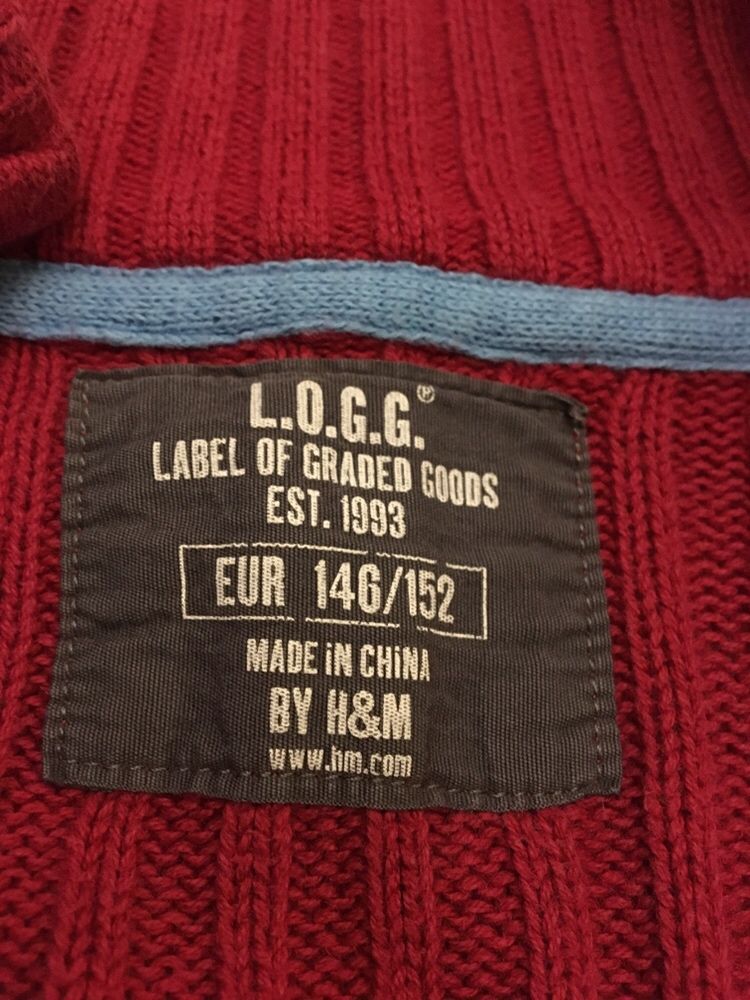 L.O.G.G.®
LABEL OF GRADED GOODS
EST. 1993
EUR 146/152
MADE iN CHiNA
BY H&M
www.hm.com